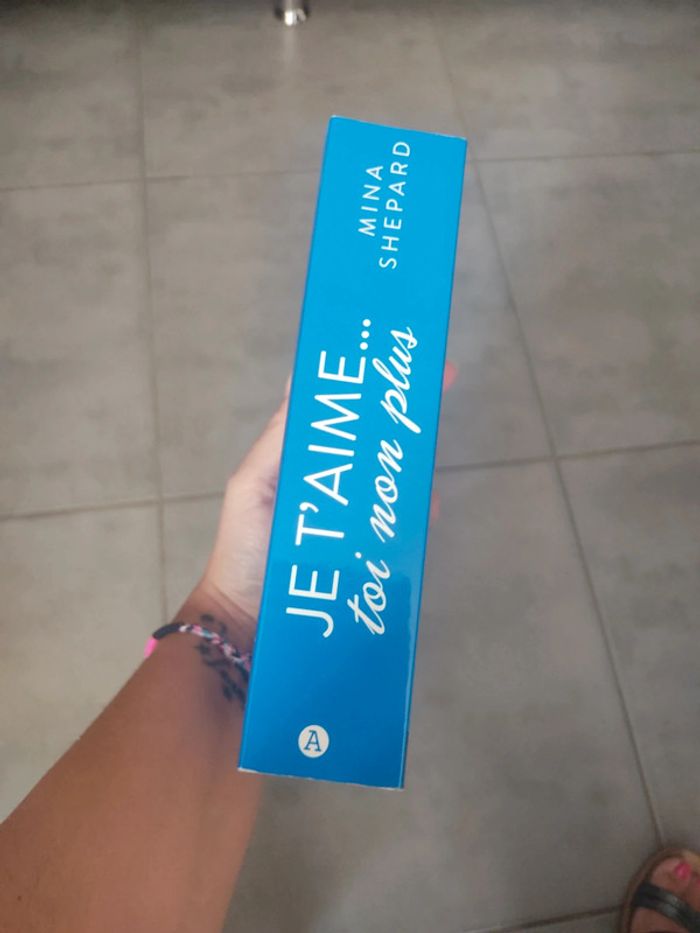 MINA
SHEPARD
JE T'AIME...
toi non plus
A